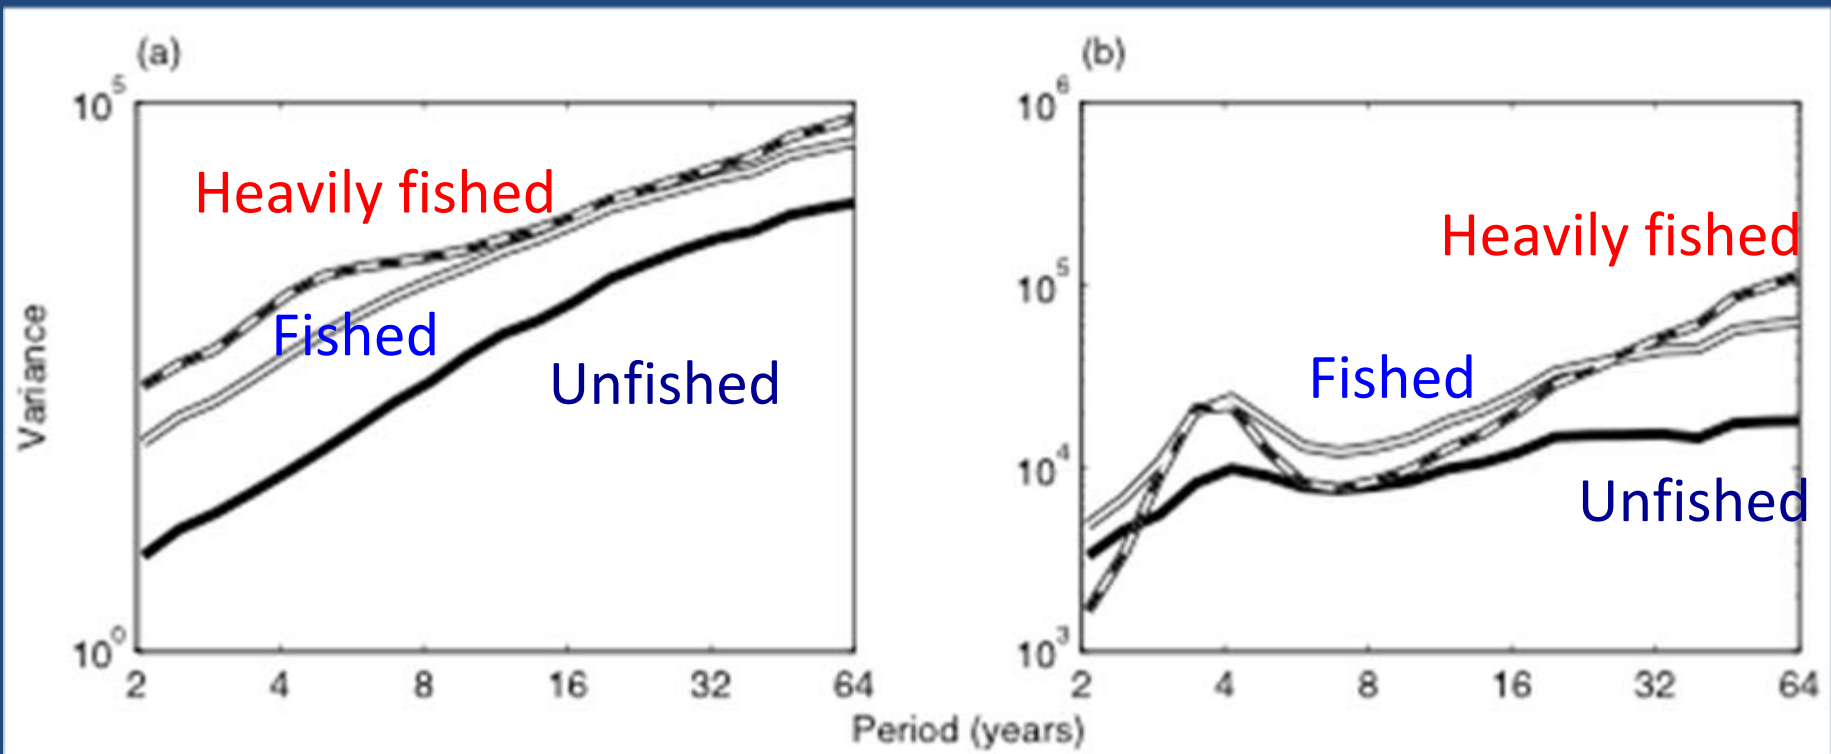 (a)
10^5
Heavily fished
Fished
Unfished
10^0
2 4 8 16 32 64
Variance
(b)
10^6
Heavily fished
10^5
Fished
10^4
Unfished
10^3
2 4 8 16 32 64
Period (years)